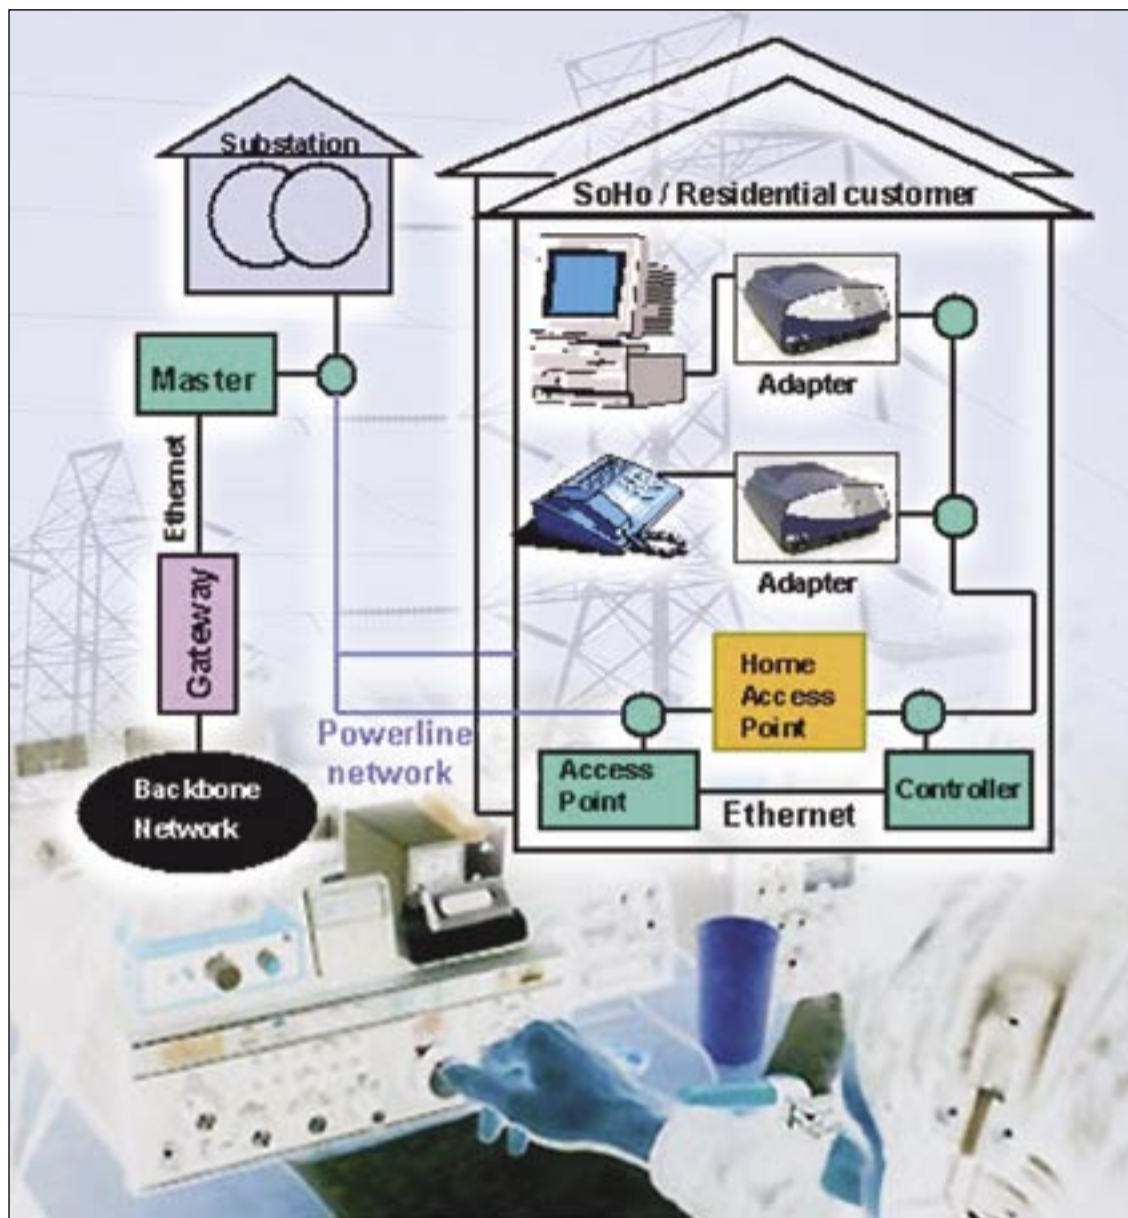 Substation
SoHo / Residential customer
Master
Adapter
Ethernet
Adapter
Gateway
Home
Access
Point
Powerline
network
Access
Point
Controller
Ethernet
Backbone
Network